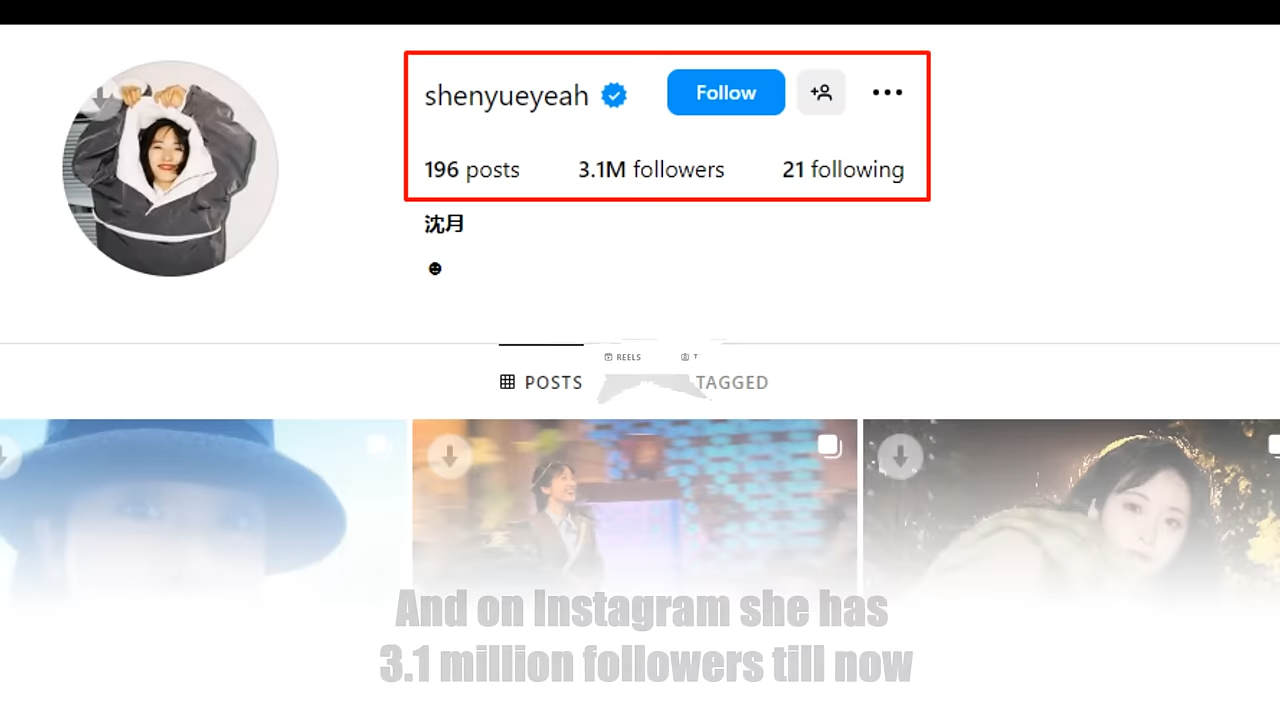 shenyueyeah Follow
196 posts 3.1M followers 21 following
沈月
REELS T
POSTS TAGGED
And on Instagram she has
3.1 million followers till now